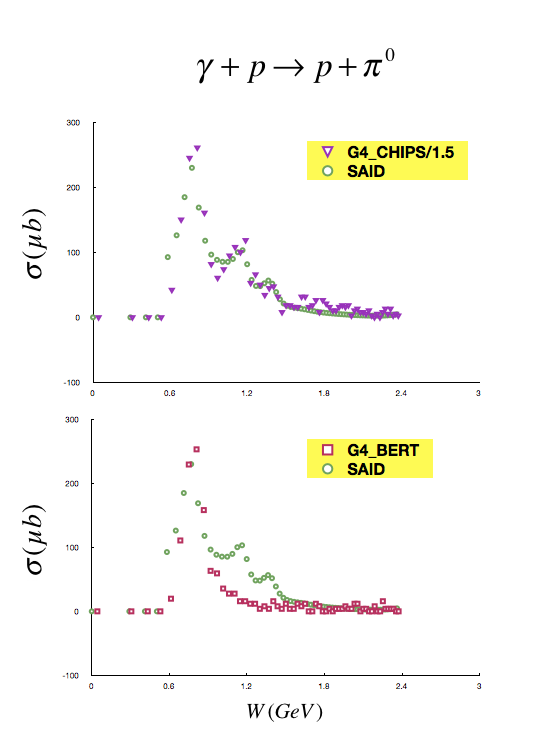 γ + p → p + π⁰
300
G4_CHIPS/1.5
SAID
200
σ(μb)
100
0
-100
0 0.6 1.2 1.8 2.4 3
300
G4_BERT
SAID
200
σ(μb)
100
0
-100
0 0.6 1.2 1.8 2.4 3
W(GeV)